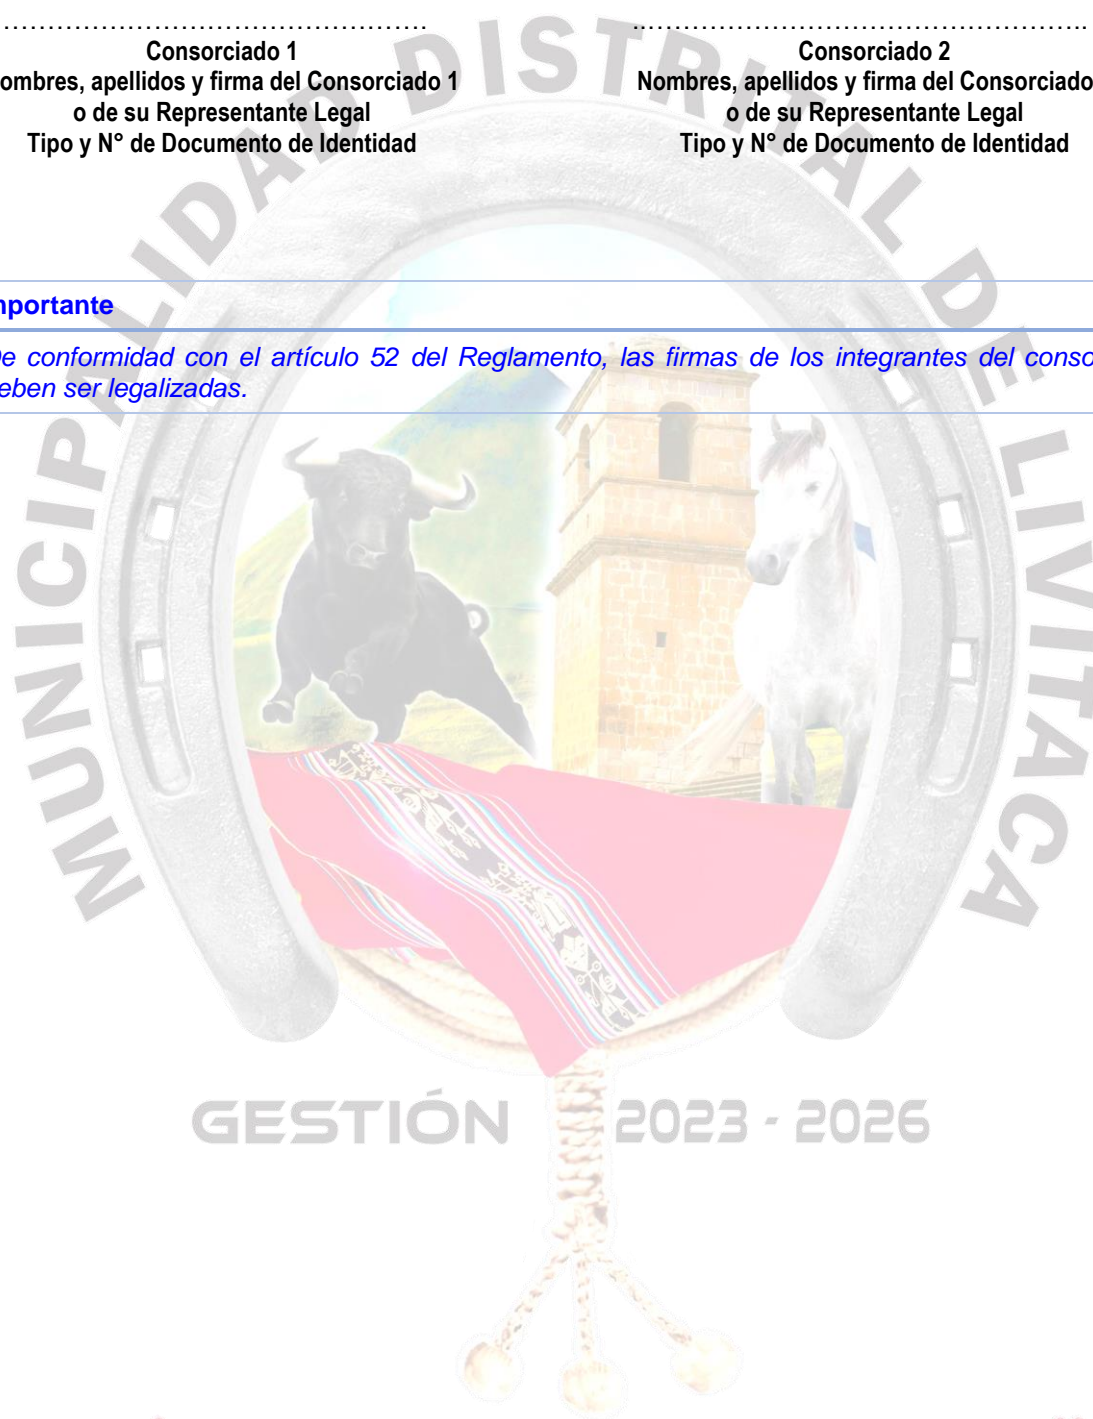 ……………………………………………. ……………………………………………..
Consorciado 1 Consorciado 2
ombres, apellidos y firma del Consorciado 1 Nombres, apellidos y firma del Consorciado
o de su Representante Legal o de su Representante Legal
Tipo y N° de Documento de Identidad Tipo y N° de Documento de Identidad
mportante
De conformidad con el artículo 52 del Reglamento, las firmas de los integrantes del conso
eben ser legalizadas.
MUNICIPALIDAD DISTRITAL DE LIVITACA
GESTIÓN 2023 - 2026